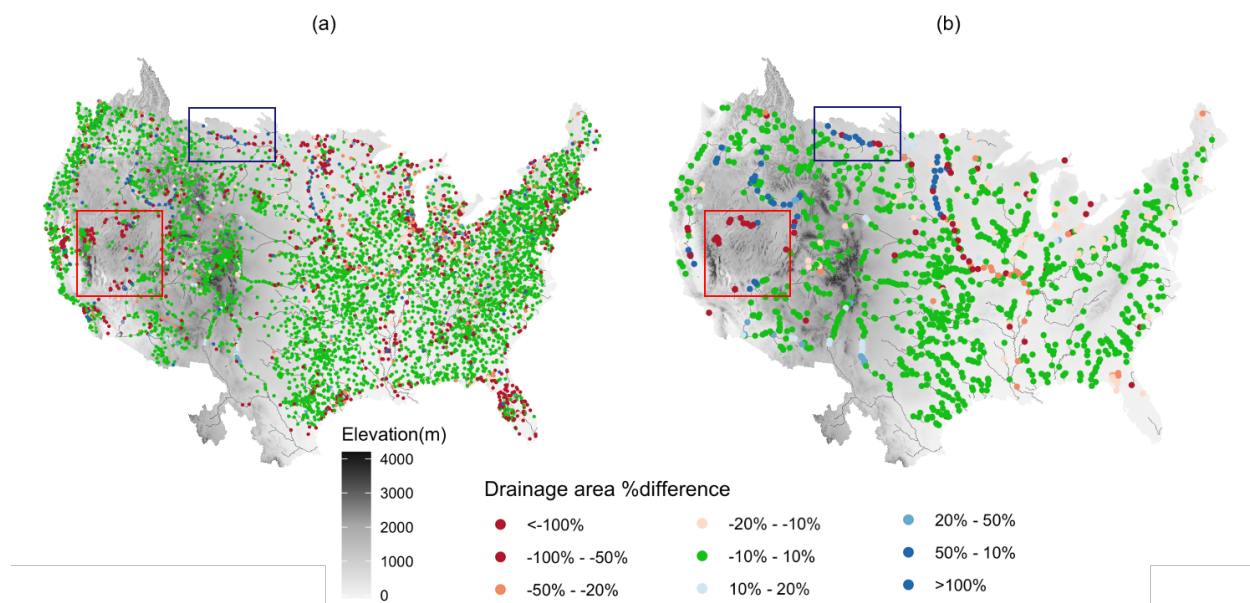 (a)
(b)
Elevation(m)
4000
3000
2000
1000
0
Drainage area %difference
<-100%
-100% - -50%
-50% - -20%
-20% - -10%
-10% - 10%
10% - 20%
20% - 50%
50% - 10%
>100%